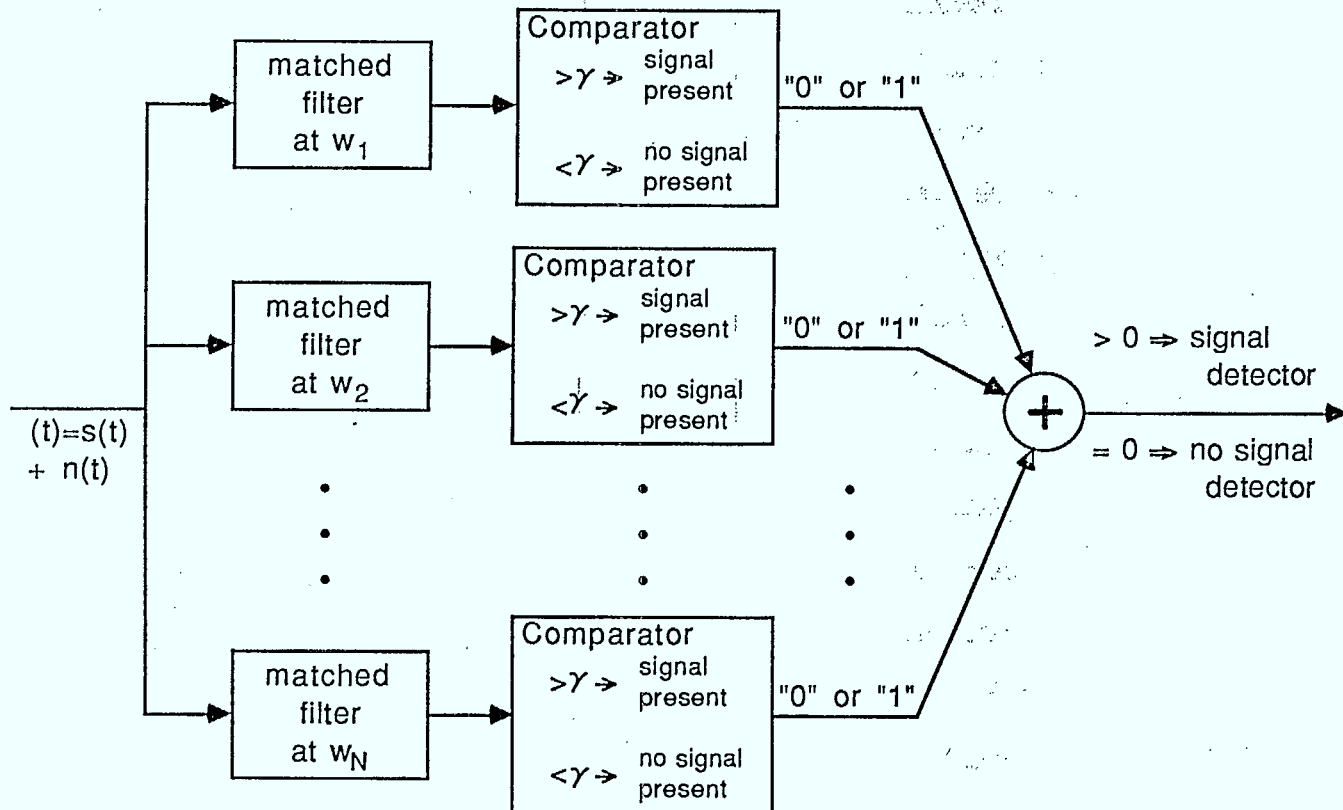 matched
filter
at w1
Comparator
>γ → signal
present
<γ → no signal
present
"0" or "1"
matched
filter
at w2
Comparator
>γ → signal
present
<γ → no signal
present
"0" or "1"
(t)=s(t)
+ n(t)
+
> 0 ⇒ signal
detector
= 0 ⇒ no signal
detector
matched
filter
at wN
Comparator
>γ → signal
present
<γ → no signal
present
"0" or "1"